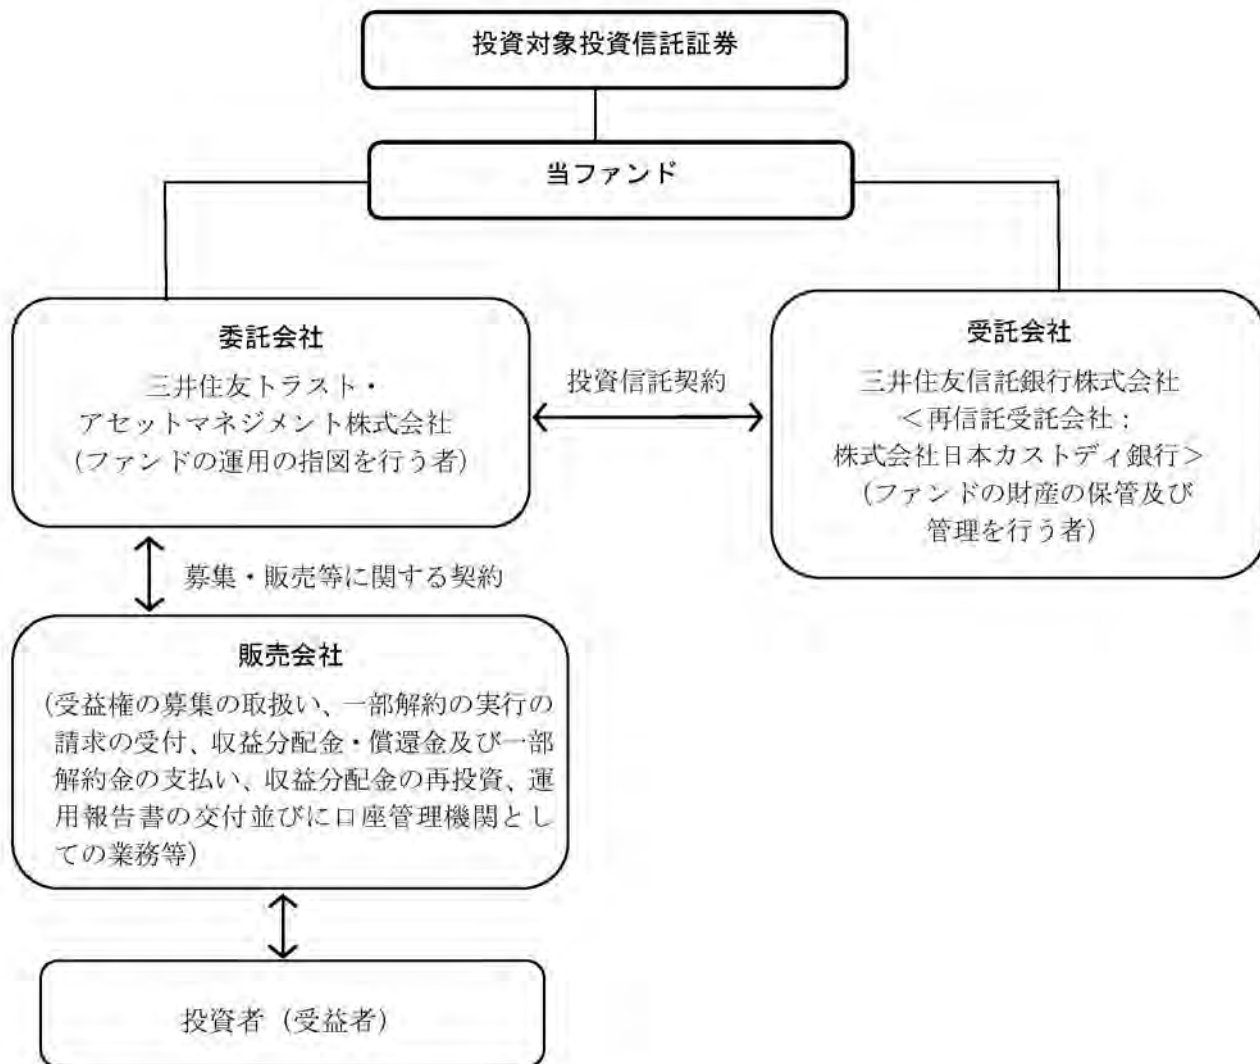 投資対象投資信託証券
当ファンド
委託会社
三井住友トラスト・
アセットマネジメント株式会社
（ファンドの運用の指図を行う者）
投資信託契約
受託会社
三井住友信託銀行株式会社
＜再信託受託会社：
株式会社日本カストディ銀行＞
（ファンドの財産の保管及び
管理を行う者）
募集・販売等に関する契約
販売会社
（受益権の募集の取扱い、一部解約の実行の
請求の受付、収益分配金・償還金及び一部
解約金の支払い、収益分配金の再投資、運
用報告書の交付並びに口座管理機関とし
ての業務等）
投資者（受益者）